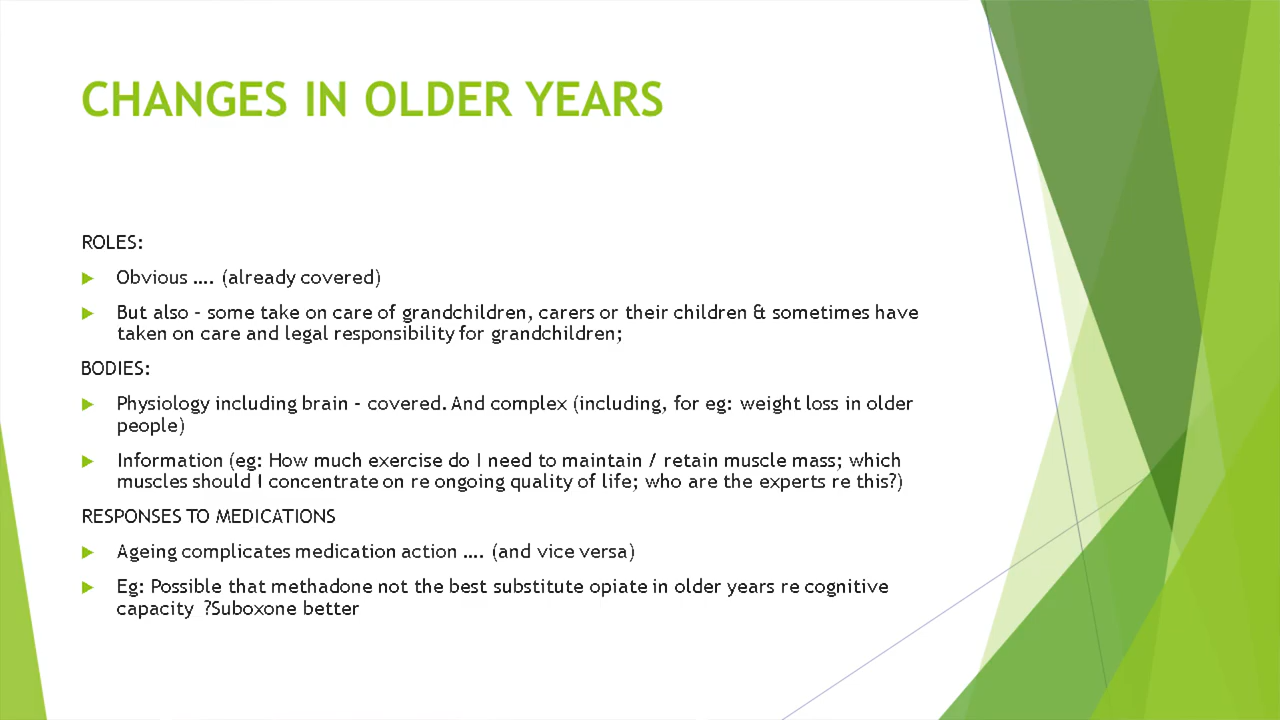 CHANGES IN OLDER YEARS
ROLES:
Obvious .... (already covered)
But also – some take on care of grandchildren, carers or their children & sometimes have
taken on care and legal responsibility for grandchildren;
BODIES:
Physiology including brain – covered. And complex (including, for eg: weight loss in older
people)
Information (eg: How much exercise do I need to maintain / retain muscle mass; which
muscles should I concentrate on re ongoing quality of life; who are the experts re this?)
RESPONSES TO MEDICATIONS
Ageing complicates medication action .... (and vice versa)
Eg: Possible that methadone not the best substitute opiate in older years re cognitive
capacity ?Suboxone better